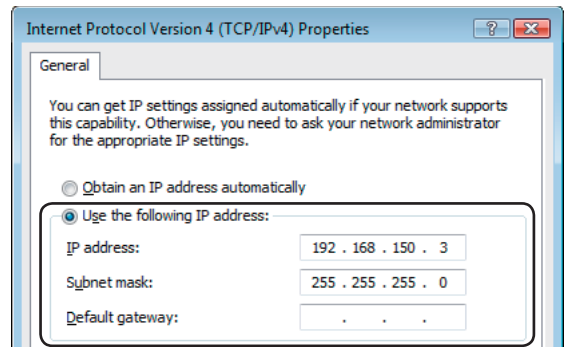 Internet Protocol Version 4 (TCP/IPv4) Properties
General
You can get IP settings assigned automatically if your network supports
this capability. Otherwise, you need to ask your network administrator
for the appropriate IP settings.
Obtain an IP address automatically
Use the following IP address:
IP address: 192 . 168 . 150 . 3
Subnet mask: 255 . 255 . 255 . 0
Default gateway: . . .